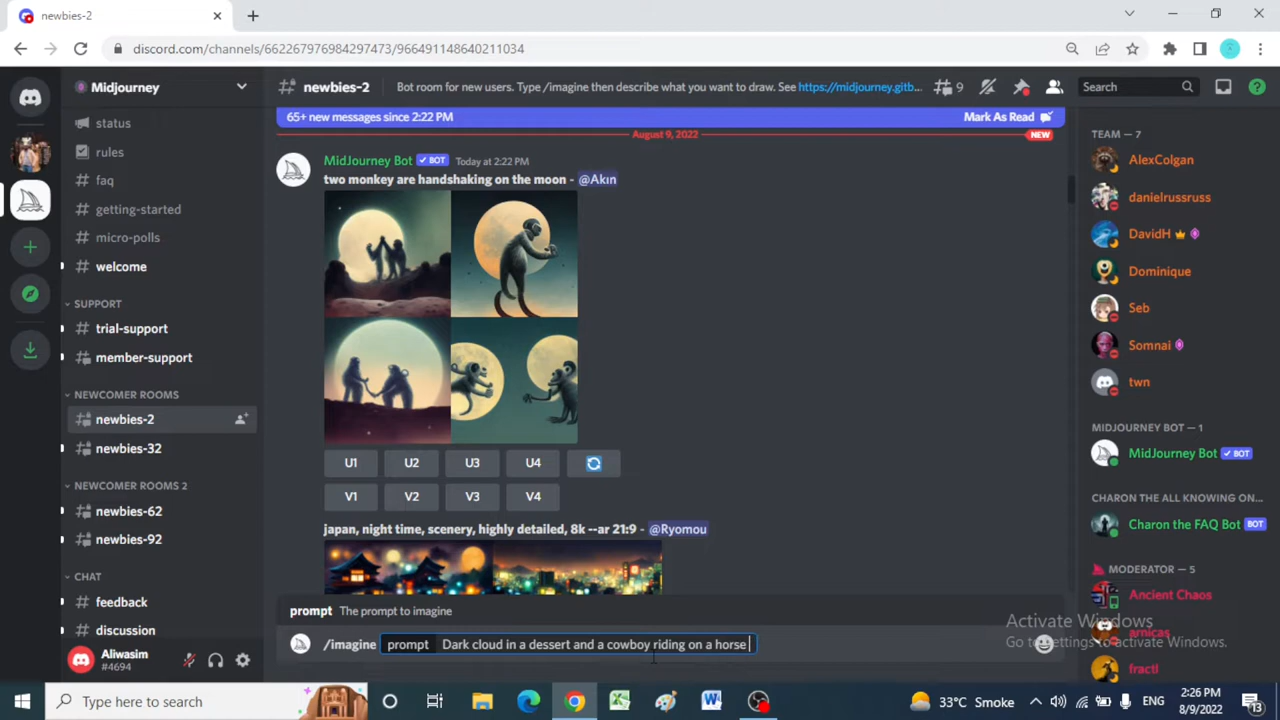 newbies-2
discord.com/channels/662267976984297473/966491148640211034
Midjourney
newbies-2
Bot room for new users. Type /imagine then describe what you want to draw. See https://midjourney.gitb...
9
Search
65+ new messages since 2:22 PM
Mark As Read
August 9, 2022
NEW
status
rules
faq
getting-started
micro-polls
welcome
SUPPORT
trial-support
member-support
NEWCOMER ROOMS
newbies-2
newbies-32
NEWCOMER ROOMS 2
newbies-62
newbies-92
CHAT
feedback
discussion
Aliwasim
#4694
MidJourney Bot ✓ BOT Today at 2:22 PM
two monkey are handshaking on the moon - @Akın
U1 U2 U3 U4
V1 V2 V3 V4
japan, night time, scenery, highly detailed, 8k --ar 21:9 - @Ryomou
prompt The prompt to imagine
/imagine prompt Dark cloud in a dessert and a cowboy riding on a horse
TEAM — 7
AlexColgan
danielrussruss
DavidH
Dominique
Seb
Somnai
twn
MIDJOURNEY BOT — 1
MidJourney Bot ✓ BOT
CHARON THE ALL KNOWING ON...
Charon the FAQ Bot BOT
MODERATOR — 5
Ancient Chaos
arnicas
fractl
Activate Windows
Go to Settings to activate Windows.
Type here to search
33°C Smoke
ENG
2:26 PM
8/9/2022
13